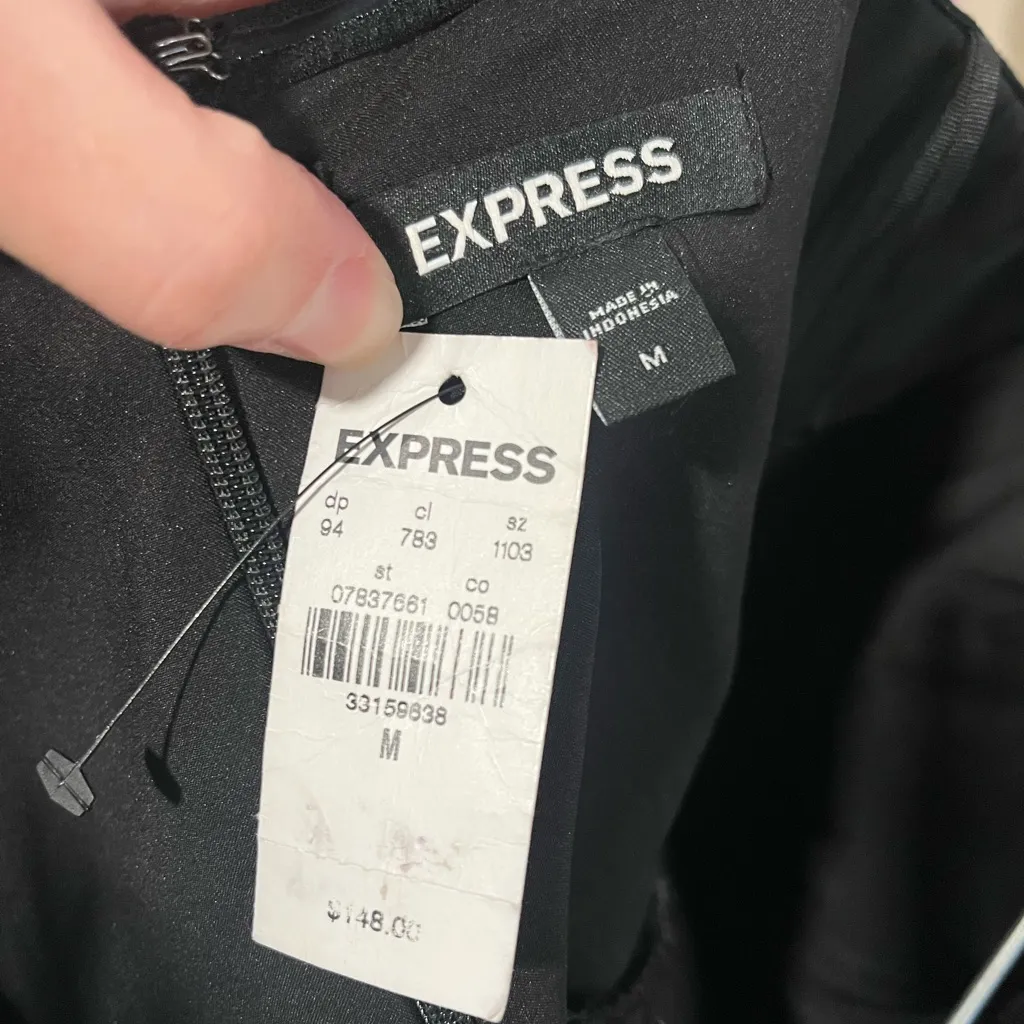 EXPRESS
MADE IN
INDONESIA
M
EXPRESS
dp cl sz
94 783 1103
st co
07837661 0058
33159638
M
$148.00